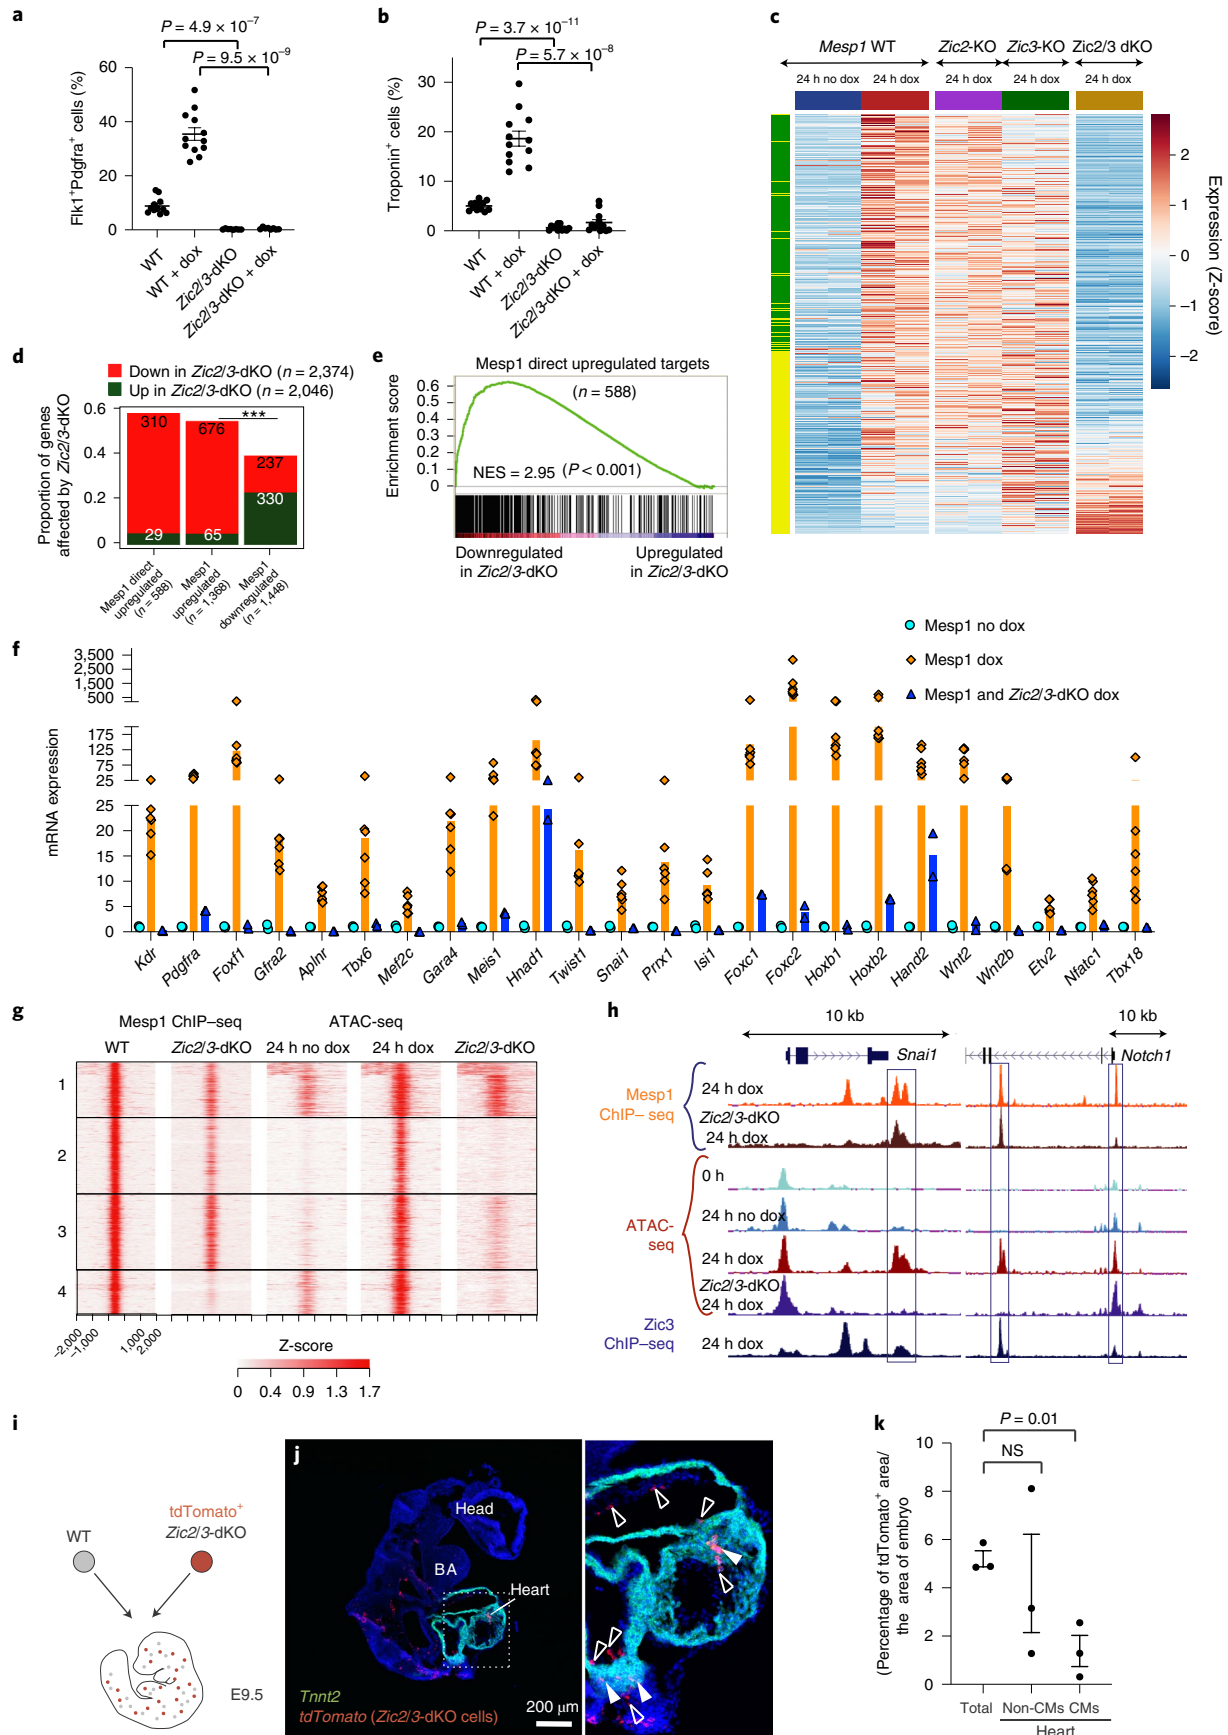 a
P = 4.9 × 10–7
P = 9.5 × 10–9
Flk1+Pdgfra+ cells (%)
60
40
20
0
WT
WT + dox
Zic2/3-dKO
Zic2/3-dKO + dox
b
P = 3.7 × 10–11
P = 5.7 × 10–8
Troponin+ cells (%)
30
20
10
0
WT
WT + dox
Zic2/3-dKO
Zic2/3-dKO + dox
c
Mesp1 WT
Zic2-KO
Zic3-KO
Zic2/3 dKO
24 h no dox
24 h dox
24 h dox
24 h dox
24 h dox
2
1
0
–1
–2
Expression (Z-score)
d
Down in Zic2/3-dKO (n = 2,374)
Up in Zic2/3-dKO (n = 2,046)
Proportion of genes
affected by Zic2/3-dKO
0.6
0.4
0.2
0
310
676
***
237
330
29
65
Mesp1 direct
upregulated
(n = 588)
Mesp1
upregulated
(n = 1,368)
Mesp1
downregulated
(n = 1,448)
e
Mesp1 direct upregulated targets
(n = 588)
Enrichment score
0.6
0.5
0.4
0.3
0.2
0.1
0
NES = 2.95 (P < 0.001)
Downregulated
in Zic2/3-dKO
Upregulated
in Zic2/3-dKO
f
Mesp1 no dox
Mesp1 dox
Mesp1 and Zic2/3-dKO dox
mRNA expression
3,500
2,500
1,500
500
175
125
75
25
25
20
15
10
5
0
Kdr
Pdgfra
Foxf1
Gfra2
Aplnr
Tbx6
Mef2c
Gara4
Meis1
Hnad1
Twist1
Snai1
Prrx1
Isi1
Foxc1
Foxc2
Hoxb1
Hoxb2
Hand2
Wnt2
Wnt2b
Etv2
Nfatc1
Tbx18
g
Mesp1 ChIP–seq
ATAC-seq
WT
Zic2/3-dKO
24 h no dox
24 h dox
Zic2/3-dKO
1
2
3
4
–2,000
–1,000
1,000
2,000
Z-score
0 0.4 0.9 1.3 1.7
h
10 kb
10 kb
Snai1
Notch1
Mesp1
ChIP– seq
24 h dox
Zic2/3-dKO
24 h dox
ATAC-
seq
0 h
24 h no dox
24 h dox
Zic2/3-dKO
24 h dox
Zic3
ChIP–seq
24 h dox
i
WT
tdTomato+
Zic2/3-dKO
E9.5
j
Head
BA
Heart
Tnnt2
tdTomato (Zic2/3-dKO cells)
200 μm
k
P = 0.01
NS
(Percentage of tdTomato+ area/
the area of embryo
10
8
6
4
2
0
Total
Non-CMs
CMs
Heart